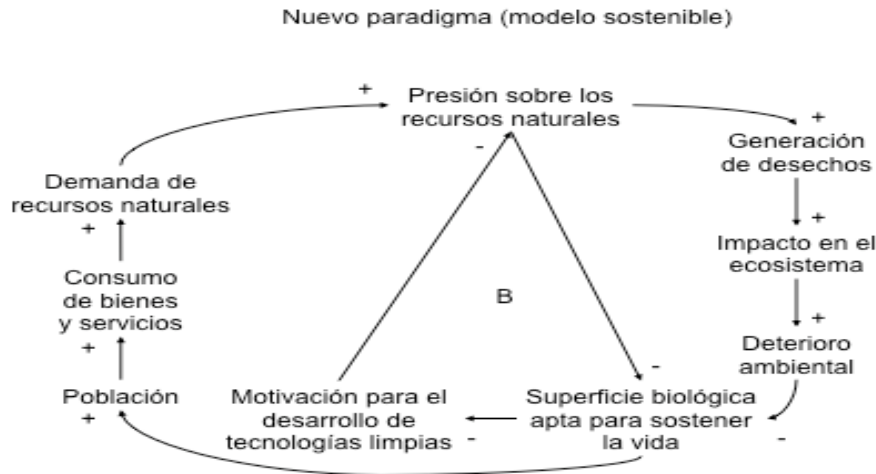 Nuevo paradigma (modelo sostenible)
+
Presión sobre los
recursos naturales
+
-
Generación
de desechos
Demanda de
recursos naturales
+
+
Impacto en el
ecosistema
Consumo
de bienes
y servicios
B
+
+
Deterioro
ambiental
-
Población
+
Motivación para el
desarrollo de
tecnologías limpias
-
Superficie biológica
apta para sostener
la vida
-